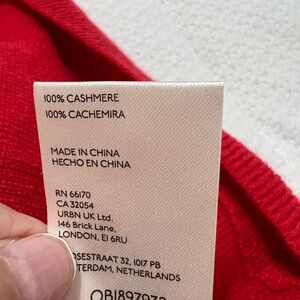 100% CASHMERE
100% CACHEMIRA
MADE IN CHINA
HECHO EN CHINA
RN 66170
CA 32054
URBN UK Ltd.
146 Brick Lane,
LONDON, E1 6RU
OSESTRAAT 32, 1017 PB
TERDAM, NETHERLANDS